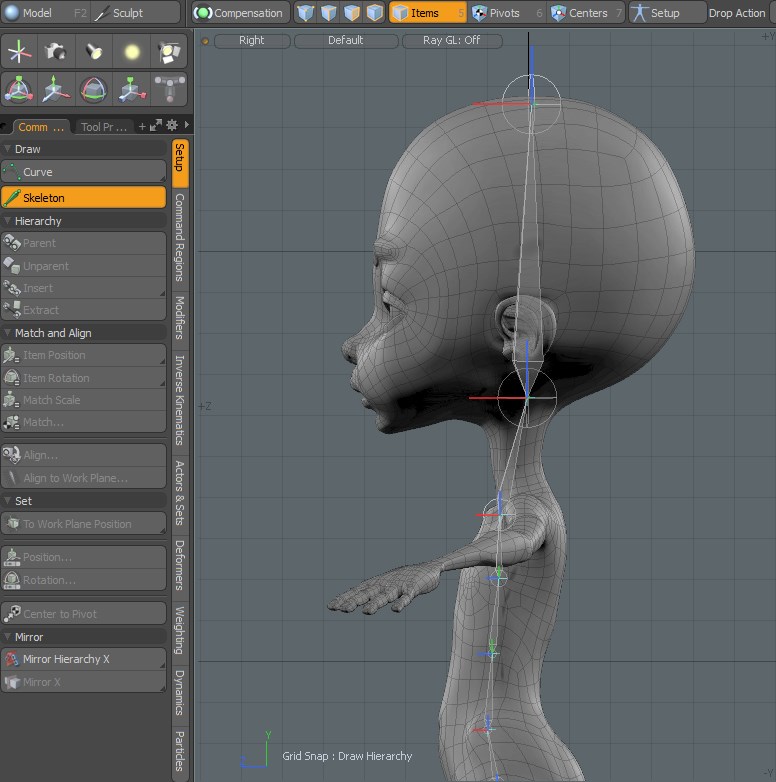 Model F2 Sculpt Compensation Items 5 Pivots 6 Centers 7 Setup Drop Action
Right Default Ray GL: Off
+Y
Comm ... Tool Pr ... +
Draw
Curve
Skeleton
Hierarchy
Parent
Unparent
Insert
Extract
Match and Align
Item Position
Item Rotation
Match Scale
Match...
Align...
Align to Work Plane...
Set
To Work Plane Position
Position...
Rotation...
Center to Pivot
Mirror
Mirror Hierarchy X
Mirror X
Setup
Command Regions
Modifiers
Inverse Kinematics
Actors & Sets
Deformers
Weighting
Dynamics
Particles
+Z
Y
Grid Snap : Draw Hierarchy